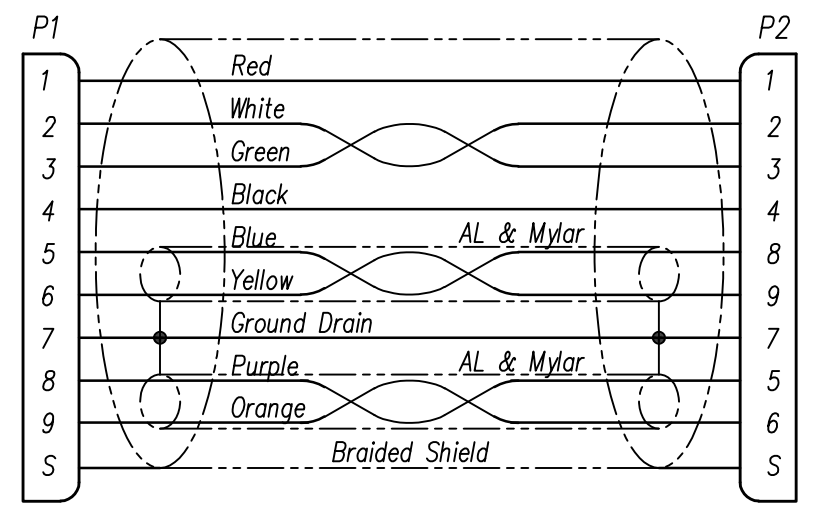 P1 P2
Red
1 1
White
2 2
Green
3 3
Black
4 4
Blue AL & Mylar
5 8
Yellow
6 9
Ground Drain
7 7
Purple AL & Mylar
8 5
Orange
9 6
Braided Shield
S S